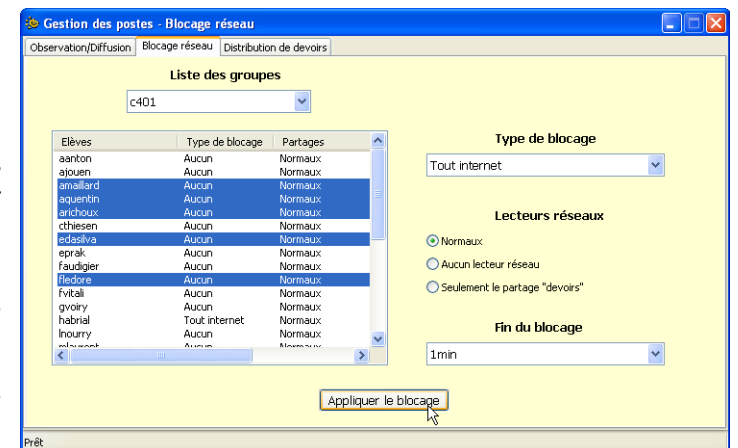 Gestion des postes - Blocage réseau
Observation/Diffusion Blocage réseau Distribution de devoirs
Liste des groupes
c401
Elèves Type de blocage Partages
aanton Aucun Normaux
ajouen Aucun Normaux
amaillard Aucun Normaux
aquentin Aucun Normaux
arichoux Aucun Normaux
cthiesen Aucun Normaux
edasilva Aucun Normaux
eprak Aucun Normaux
faudigier Aucun Normaux
fledore Aucun Normaux
fvitali Aucun Normaux
gvoiry Aucun Normaux
habrial Tout internet Normaux
lnourry Aucun Normaux
mlaurent Aucun Normaux
Type de blocage
Tout internet
Lecteurs réseaux
Normaux
Aucun lecteur réseau
Seulement le partage "devoirs"
Fin du blocage
1min
Appliquer le blocage
Prêt